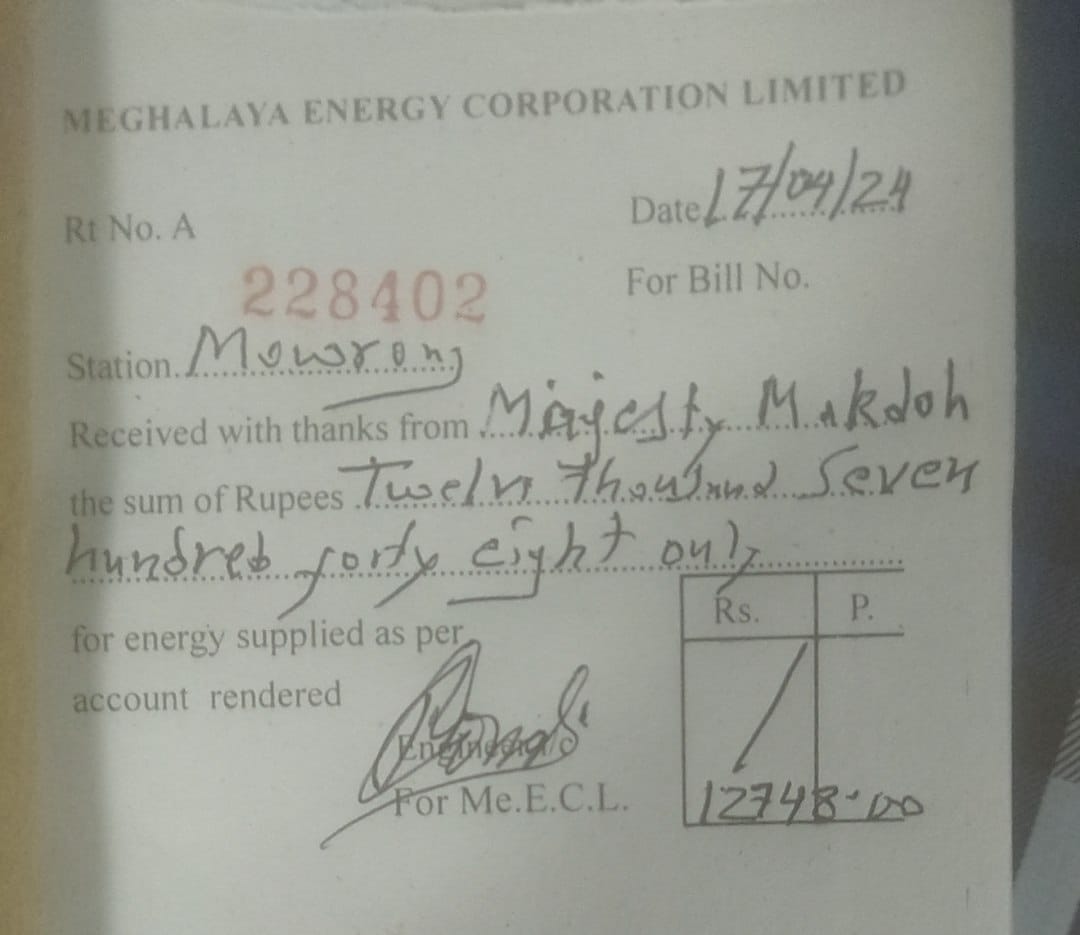 MEGHALAYA ENERGY CORPORATION LIMITED
Rt No. A
Date 17/04/24
228402
For Bill No.
Station. Mowrong
Received with thanks from Majesty Makdoh
the sum of Rupees Twelve Thousand Seven
hundred forty eight only
Rs. P.
for energy supplied as per
account rendered
12748-00
For Me.E.C.L.